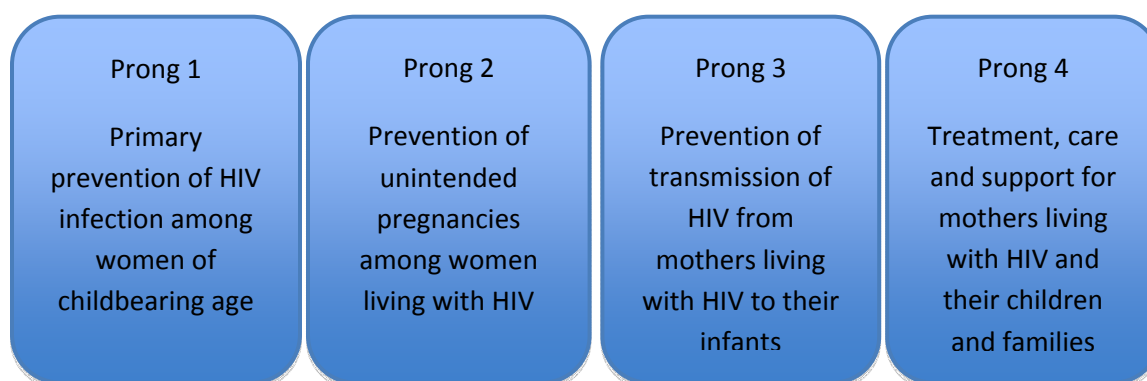 Prong 1
Primary
prevention of HIV
infection among
women of
childbearing age
Prong 2
Prevention of
unintended
pregnancies
among women
living with HIV
Prong 3
Prevention of
transmission of
HIV from
mothers living
with HIV to their
infants
Prong 4
Treatment, care
and support for
mothers living
with HIV and
their children
and families